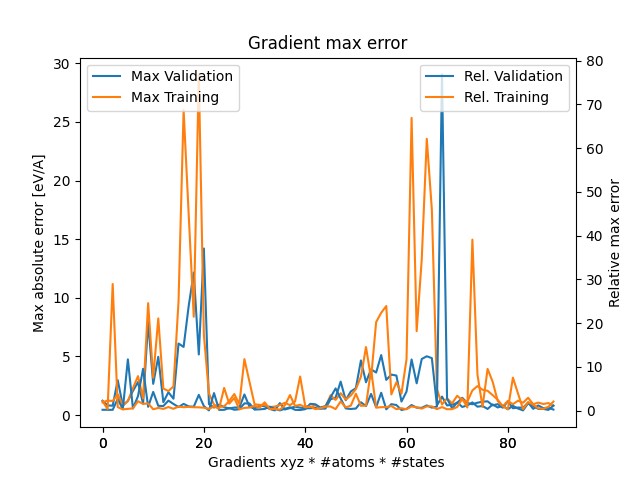 Gradient max error
Max Validation
Max Training
Rel. Validation
Rel. Training
Max absolute error [eV/A]
30
25
20
15
10
5
0
80
70
60
50
40
30
20
10
0
Relative max error
0 20 40 60 80
Gradients xyz * #atoms * #states